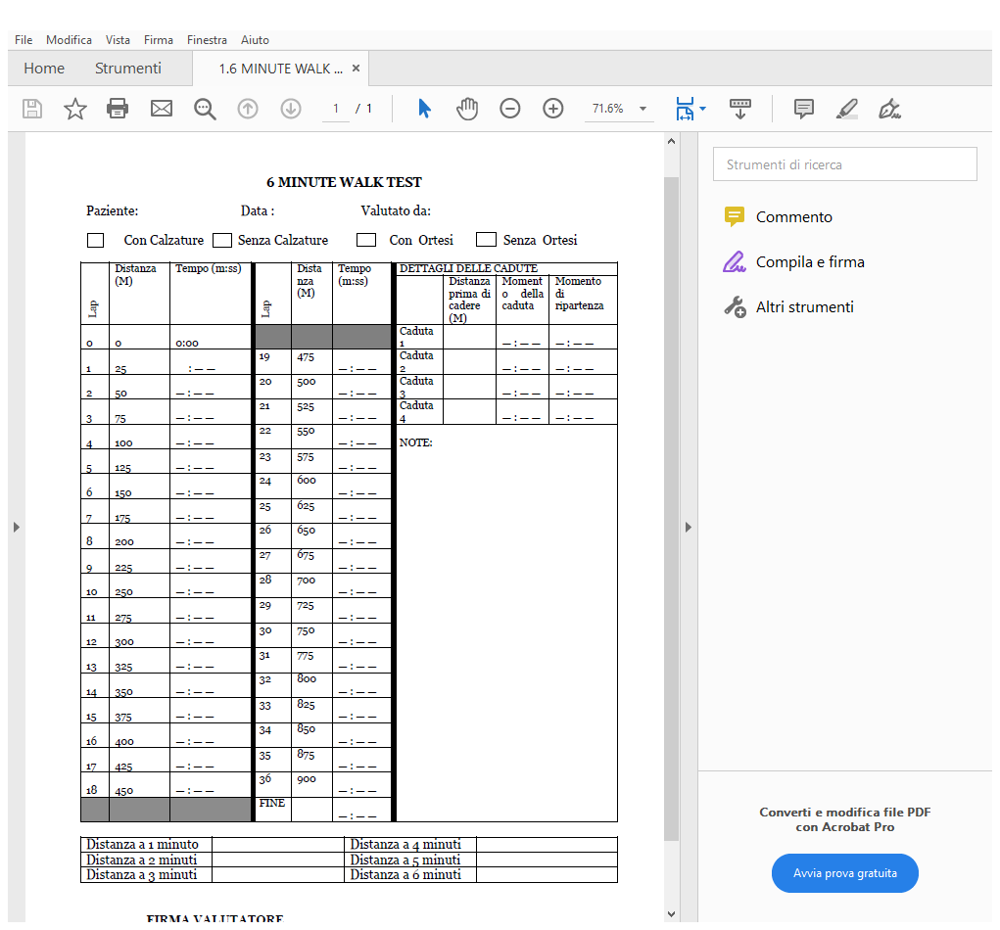 File Modifica Vista Firma Finestra Aiuto
Home Strumenti 1.6 MINUTE WALK ... ×
1 / 1 71.6%
6 MINUTE WALK TEST
Paziente: Data : Valutato da:
Con Calzature Senza Calzature Con Ortesi Senza Ortesi
Lap Distanza (M) Tempo (m:ss) Lap Dista nza (M) Tempo (m:ss) DETTAGLI DELLE CADUTE
Distanza prima di cadere (M) Moment o della caduta Momento di ripartenza
0 0 0:00 Caduta 1 _ : _ _ _ : _ _
1 25 : _ _ 19 475 _ : _ _ Caduta 2 _ : _ _ _ : _ _
2 50 _ : _ _ 20 500 _ : _ _ Caduta 3 _ : _ _ _ : _ _
3 75 _ : _ _ 21 525 _ : _ _ Caduta 4 _ : _ _ _ : _ _
4 100 _ : _ _ 22 550 _ : _ _ NOTE:
5 125 _ : _ _ 23 575 _ : _ _
6 150 _ : _ _ 24 600 _ : _ _
7 175 _ : _ _ 25 625 _ : _ _
8 200 _ : _ _ 26 650 _ : _ _
9 225 _ : _ _ 27 675 _ : _ _
10 250 _ : _ _ 28 700 _ : _ _
11 275 _ : _ _ 29 725 _ : _ _
12 300 _ : _ _ 30 750 _ : _ _
13 325 _ : _ _ 31 775 _ : _ _
14 350 _ : _ _ 32 800 _ : _ _
15 375 _ : _ _ 33 825 _ : _ _
16 400 _ : _ _ 34 850 _ : _ _
17 425 _ : _ _ 35 875 _ : _ _
18 450 _ : _ _ 36 900 _ : _ _
FINE _ : _ _
Distanza a 1 minuto Distanza a 4 minuti
Distanza a 2 minuti Distanza a 5 minuti
Distanza a 3 minuti Distanza a 6 minuti
FIRMA VALUTATORE
Strumenti di ricerca
Commento
Compila e firma
Altri strumenti
Converti e modifica file PDF
con Acrobat Pro
Avvia prova gratuita